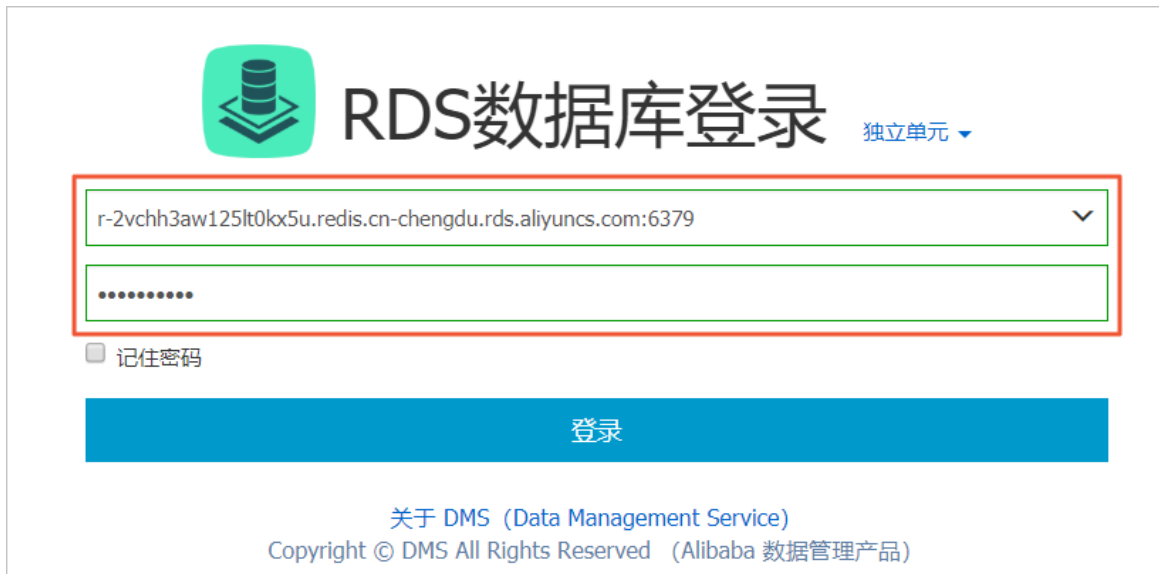 RDS数据库登录 独立单元
r-2vchh3aw125lt0kx5u.redis.cn-chengdu.rds.aliyuncs.com:6379
••••••••••
记住密码
登录
关于 DMS（Data Management Service）
Copyright © DMS All Rights Reserved （Alibaba 数据管理产品）